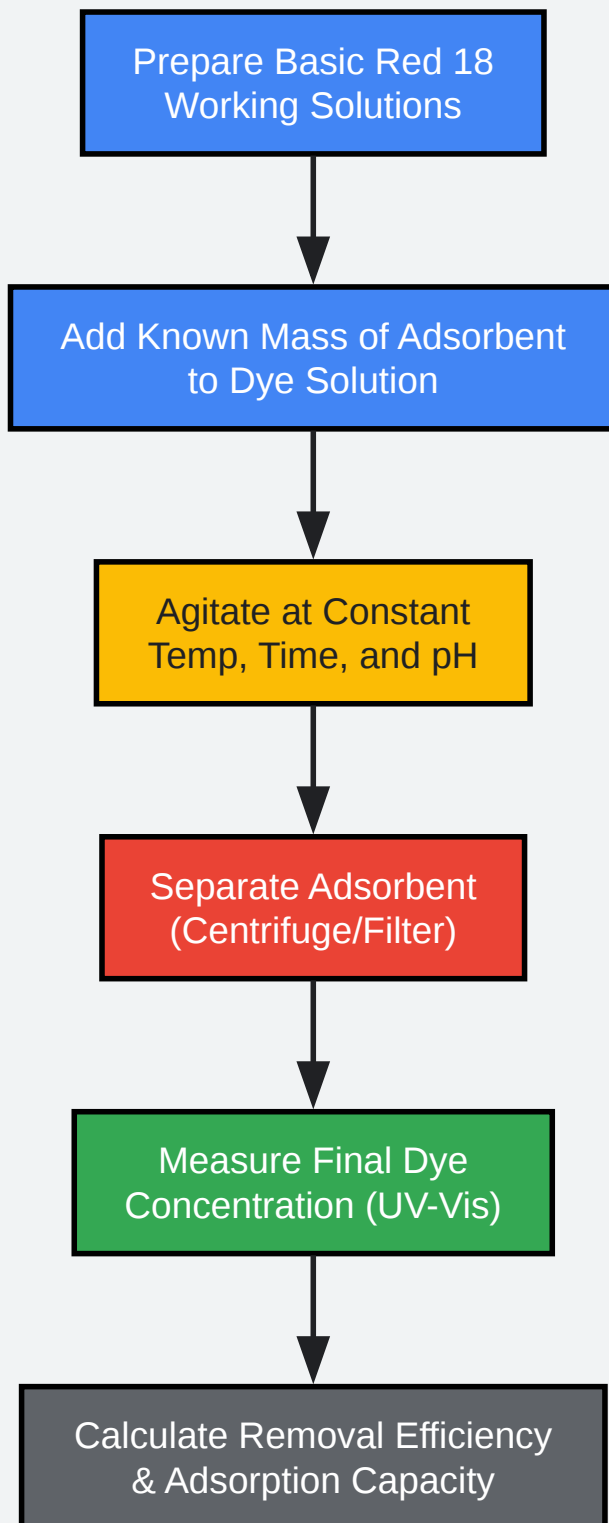 Prepare Basic Red 18
Working Solutions
Add Known Mass of Adsorbent
to Dye Solution
Agitate at Constant
Temp, Time, and pH
Separate Adsorbent
(Centrifuge/Filter)
Measure Final Dye
Concentration (UV-Vis)
Calculate Removal Efficiency
& Adsorption Capacity